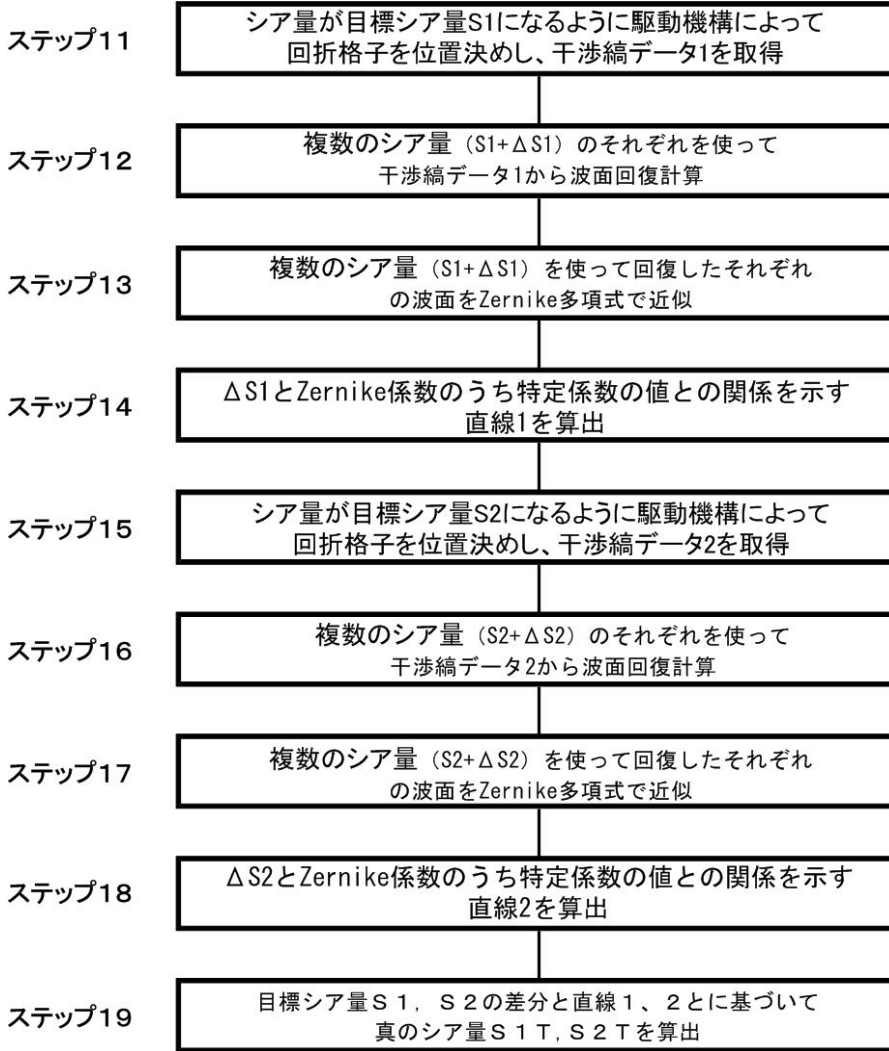 ステップ11
シア量が目標シア量S1になるように駆動機構によって
回折格子を位置決めし、干渉縞データ1を取得
ステップ12
複数のシア量（S1+ΔS1）のそれぞれを使って
干渉縞データ1から波面回復計算
ステップ13
複数のシア量（S1+ΔS1）を使って回復したそれぞれ
の波面をZernike多項式で近似
ステップ14
ΔS1とZernike係数のうち特定係数の値との関係を示す
直線1を算出
ステップ15
シア量が目標シア量S2になるように駆動機構によって
回折格子を位置決めし、干渉縞データ2を取得
ステップ16
複数のシア量（S2+ΔS2）のそれぞれを使って
干渉縞データ2から波面回復計算
ステップ17
複数のシア量（S2+ΔS2）を使って回復したそれぞれ
の波面をZernike多項式で近似
ステップ18
ΔS2とZernike係数のうち特定係数の値との関係を示す
直線2を算出
ステップ19
目標シア量Ｓ１，Ｓ２の差分と直線１、２とに基づいて
真のシア量Ｓ１Ｔ,Ｓ２Ｔを算出